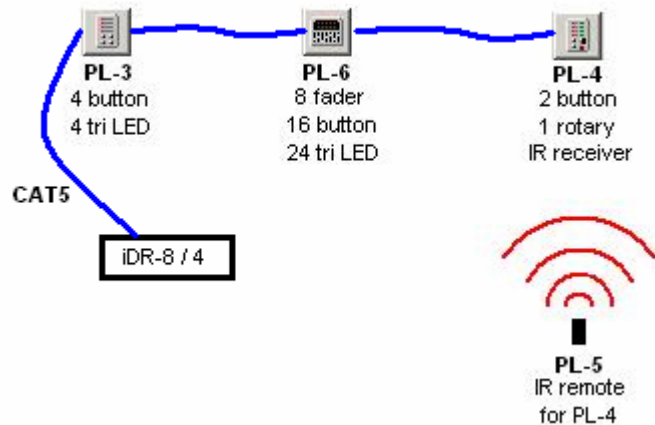 PL-3
4 button
4 tri LED
PL-6
8 fader
16 button
24 tri LED
PL-4
2 button
1 rotary
IR receiver
CAT5
iDR-8 / 4
PL-5
IR remote
for PL-4